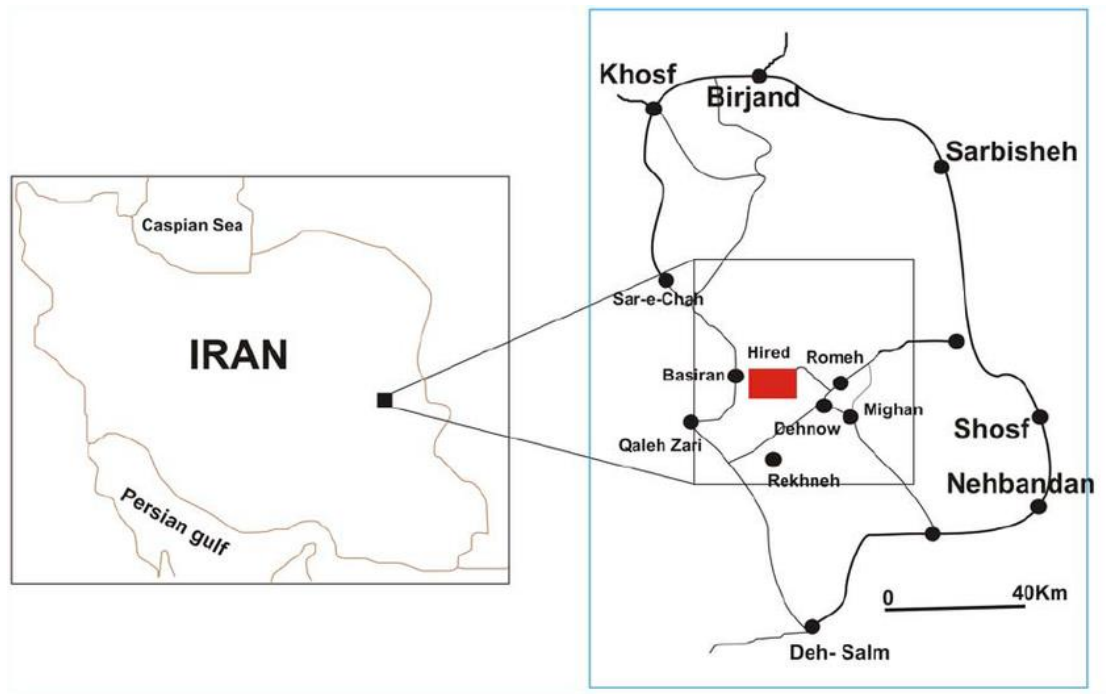 Caspian Sea
IRAN
Persian gulf
Khosf
Birjand
Sarbisheh
Sar-e-Chah
Hired
Romeh
Basiran
Mighan
Dehnow
Qaleh Zari
Shosf
Rekhneh
Nehbandan
0 40Km
Deh- Salm